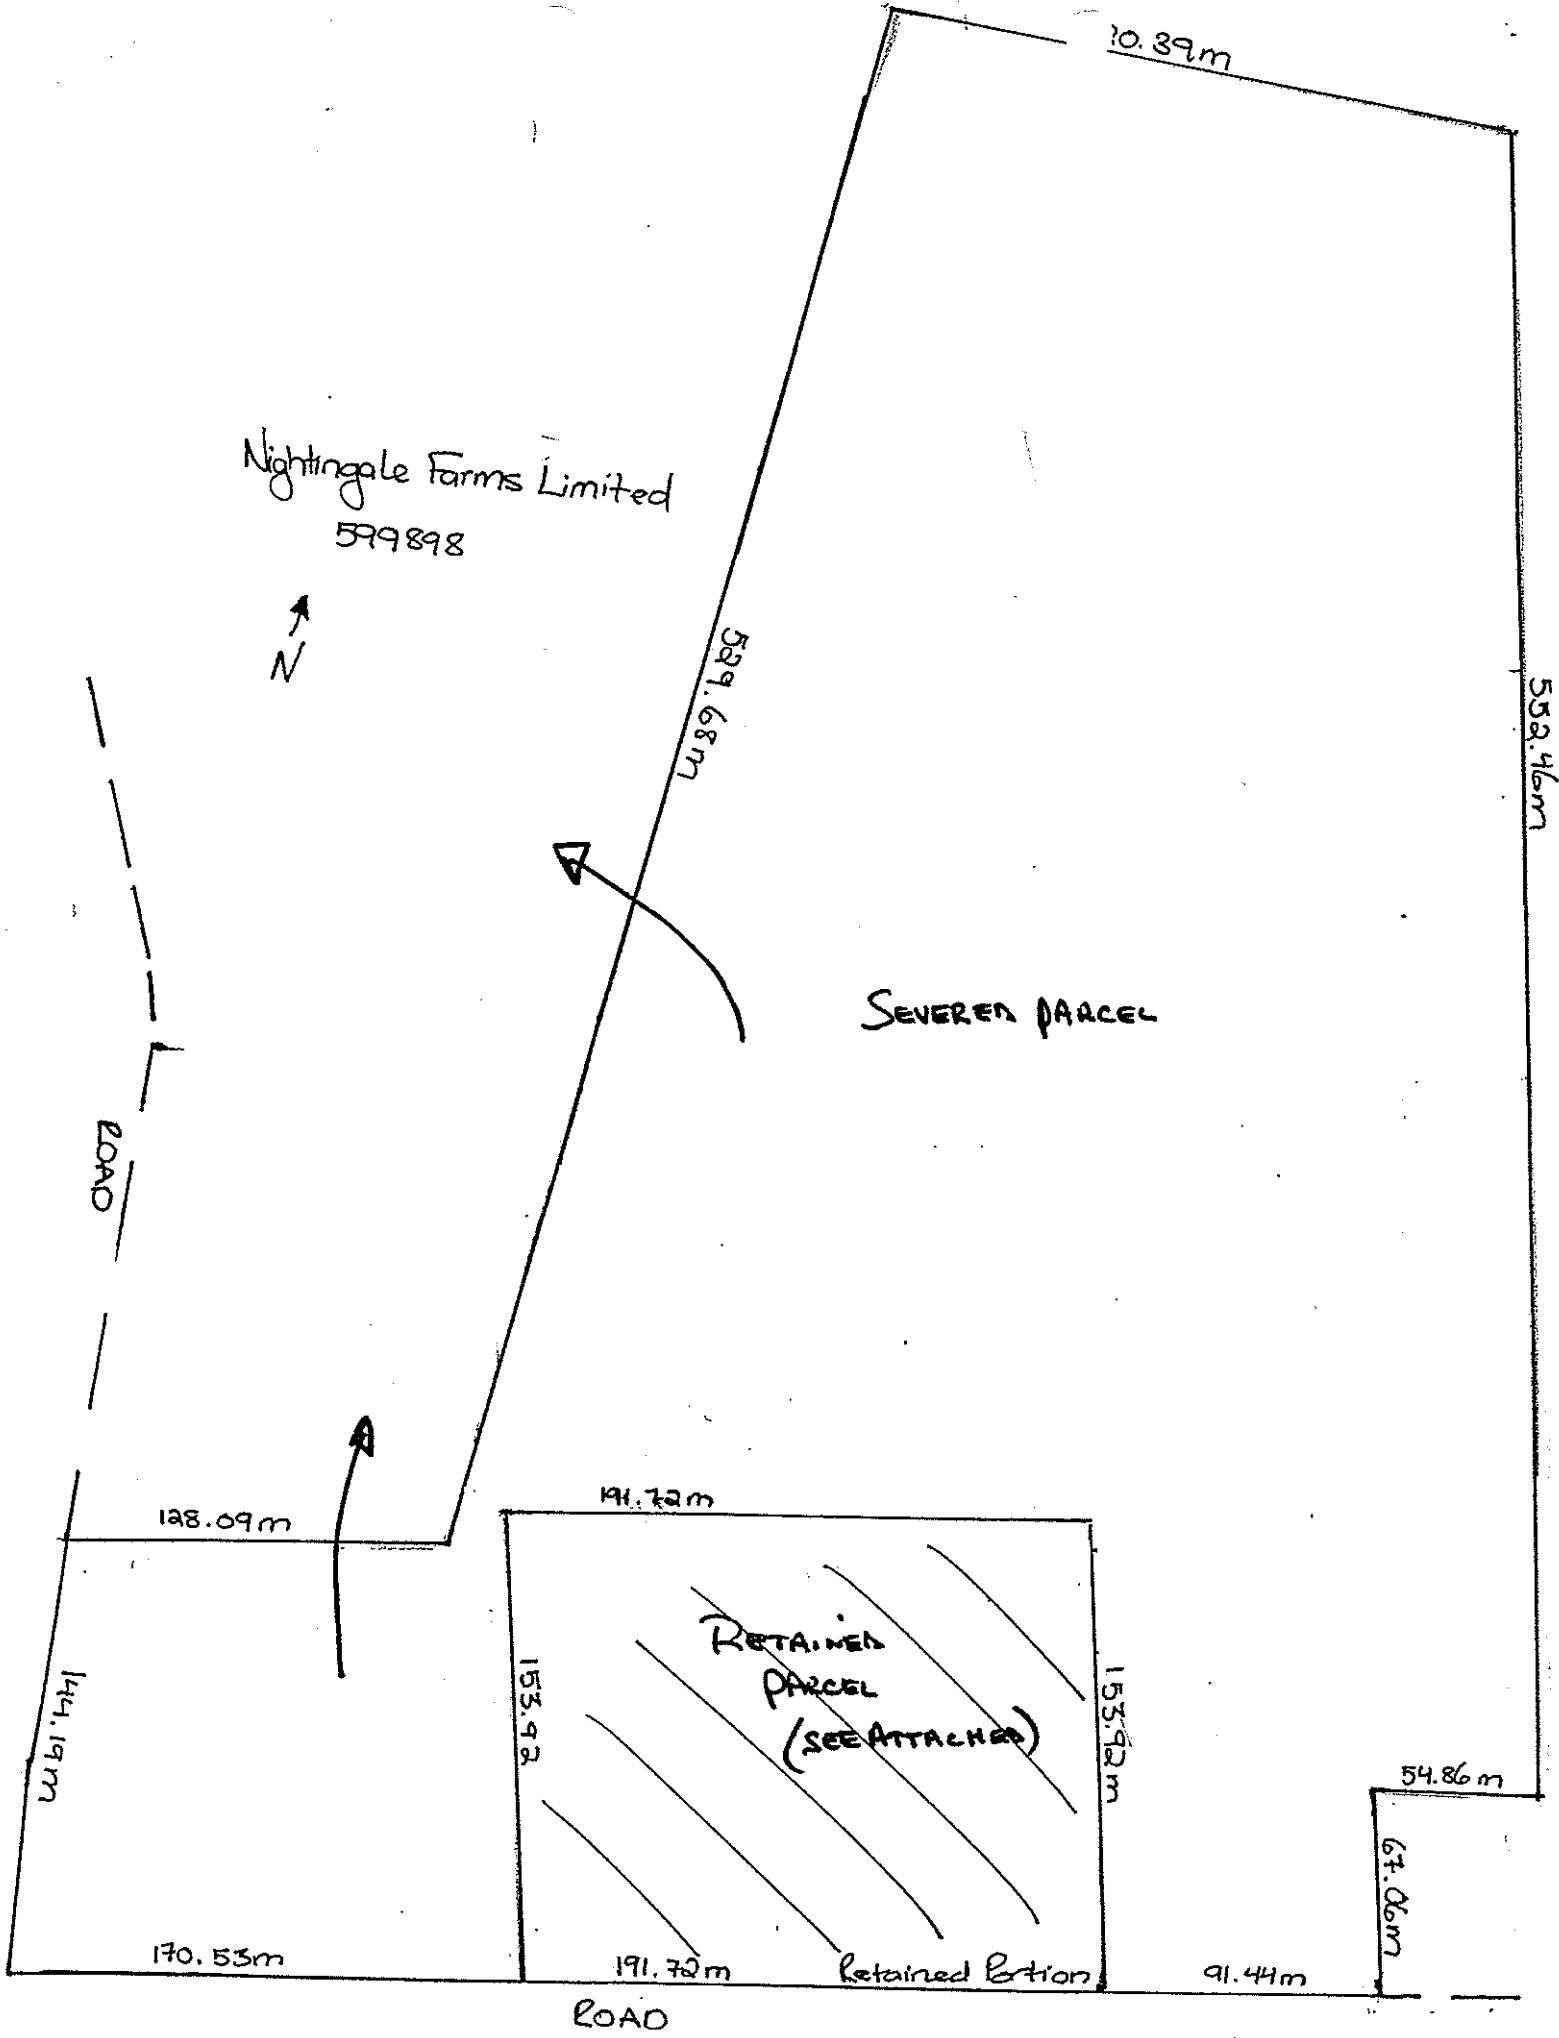 ?0.39m
Nightingale Farms Limited
599898
N
529.68m
552.46m
SEVERED PARCEL
ROAD
128.09m
191.72m
RETAINED
PARCEL
(SEE ATTACHED)
144.19m
153.92
153.92m
54.86m
67.06m
170.53m
191.72m
Retained Portion
91.44m
ROAD